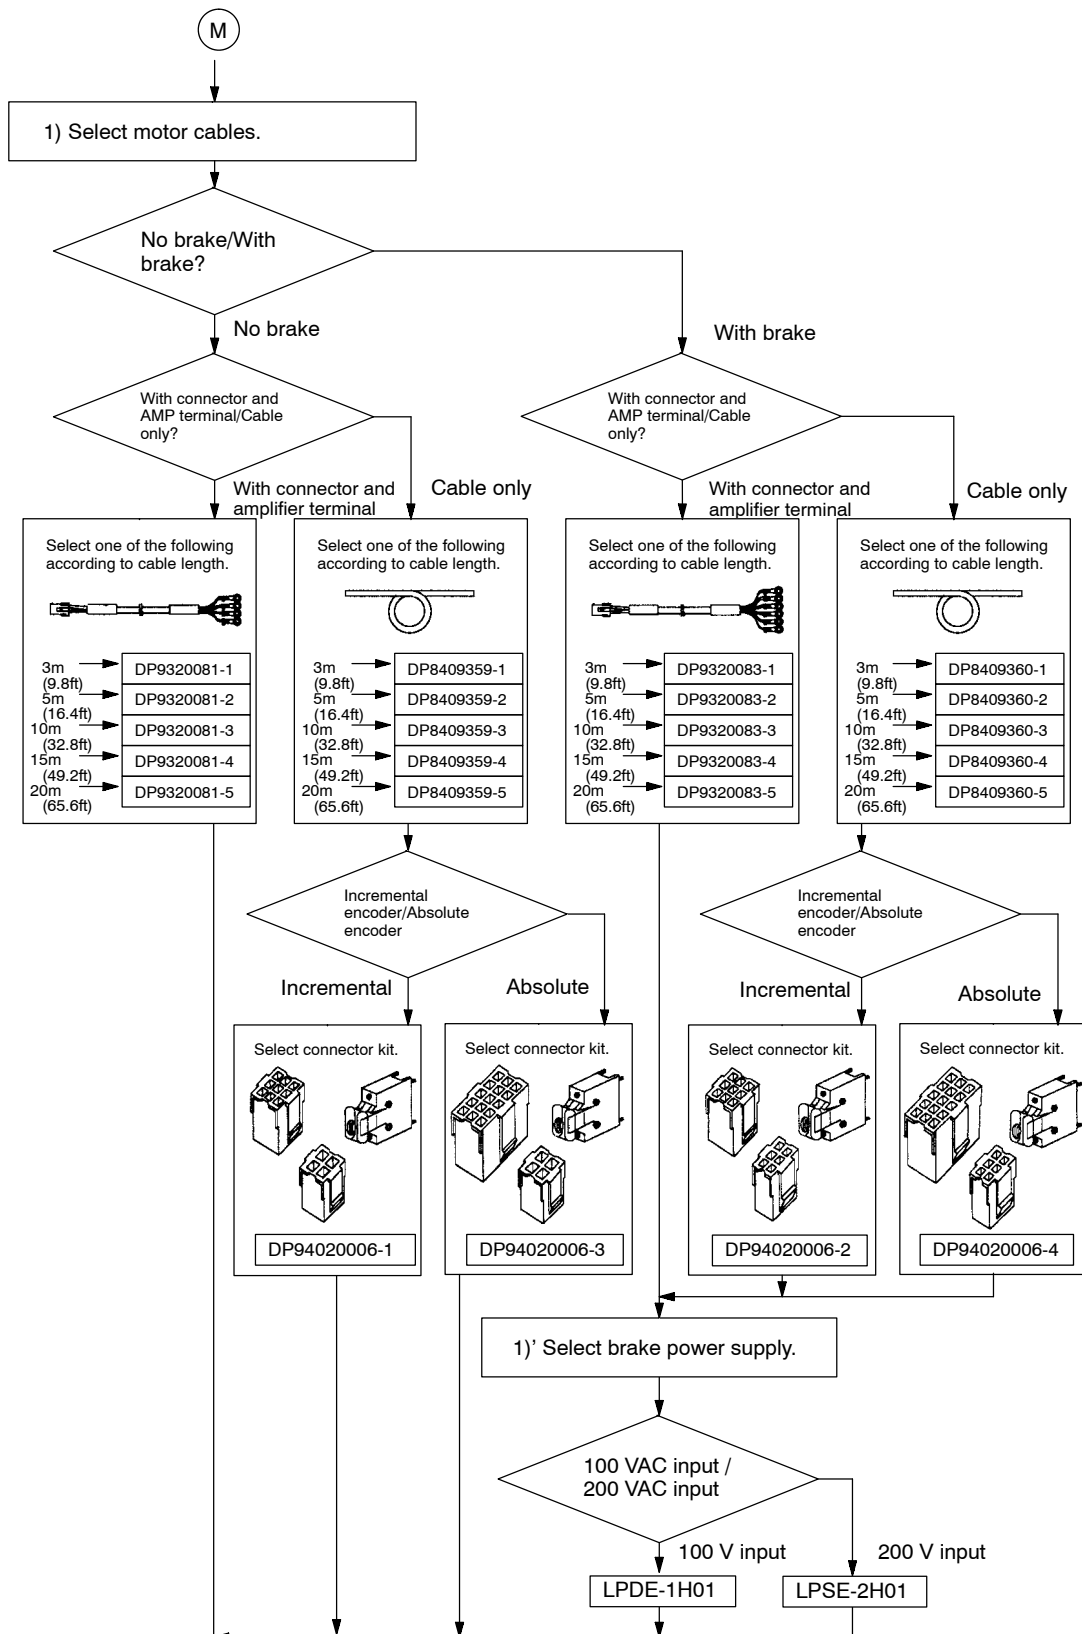 M
1) Select motor cables.
No brake/With
brake?
No brake
With brake
With connector and
AMP terminal/Cable
only?
With connector and
AMP terminal/Cable
only?
With connector and
amplifier terminal
Cable only
With connector and
amplifier terminal
Cable only
Select one of the following
according to cable length.
3m
(9.8ft)
DP9320081-1
5m
(16.4ft)
DP9320081-2
10m
(32.8ft)
DP9320081-3
15m
(49.2ft)
DP9320081-4
20m
(65.6ft)
DP9320081-5
Select one of the following
according to cable length.
3m
(9.8ft)
DP8409359-1
5m
(16.4ft)
DP8409359-2
10m
(32.8ft)
DP8409359-3
15m
(49.2ft)
DP8409359-4
20m
(65.6ft)
DP8409359-5
Select one of the following
according to cable length.
3m
(9.8ft)
DP9320083-1
5m
(16.4ft)
DP9320083-2
10m
(32.8ft)
DP9320083-3
15m
(49.2ft)
DP9320083-4
20m
(65.6ft)
DP9320083-5
Select one of the following
according to cable length.
3m
(9.8ft)
DP8409360-1
5m
(16.4ft)
DP8409360-2
10m
(32.8ft)
DP8409360-3
15m
(49.2ft)
DP8409360-4
20m
(65.6ft)
DP8409360-5
Incremental
encoder/Absolute
encoder
Incremental
encoder/Absolute
encoder
Incremental
Absolute
Incremental
Absolute
Select connector kit.
DP94020006-1
Select connector kit.
DP94020006-3
Select connector kit.
DP94020006-2
Select connector kit.
DP94020006-4
1)’ Select brake power supply.
100 VAC input /
200 VAC input
100 V input
200 V input
LPDE-1H01
LPSE-2H01